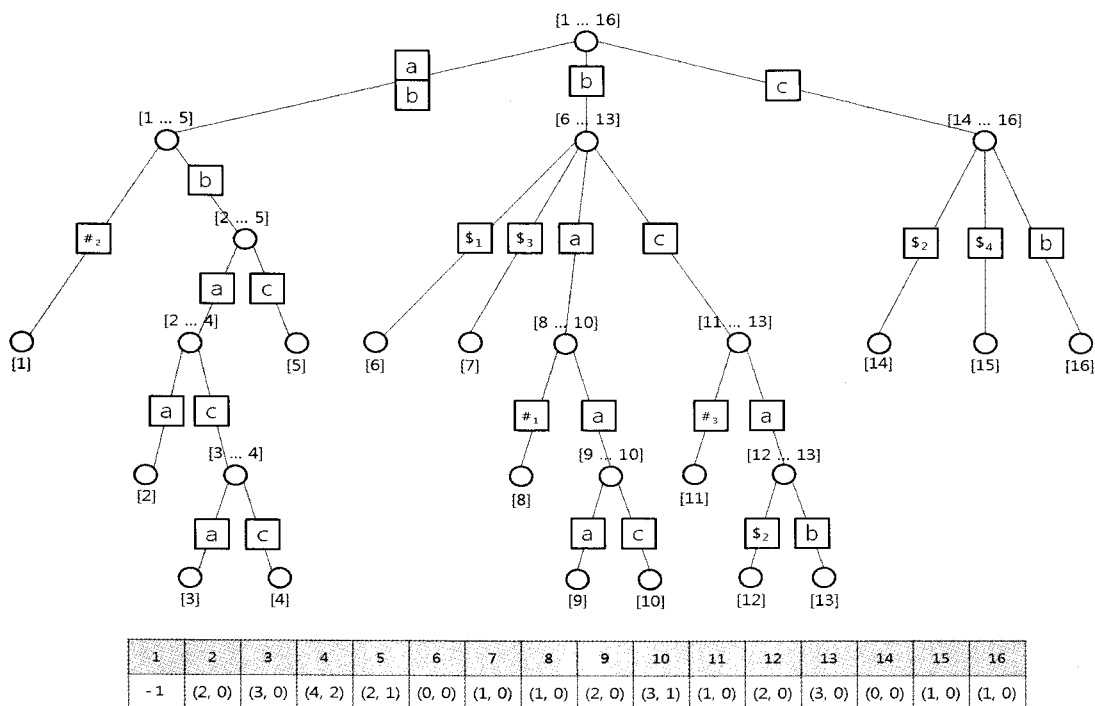 [1 ... 16]
a
b
b
c
[1 ... 5]
[6 ... 13]
[14 ... 16]
b
[2 ... 5]
#2
$1
$3
a
c
$2
$4
b
a
c
[2 ... 4]
[8 ... 10]
[11 ... 13]
[1]
[5]
[6]
[7]
[14]
[15]
[16]
a
c
#1
a
#3
a
[3 ... 4]
[9 ... 10]
[12 ... 13]
[2]
[8]
[11]
a
c
a
c
$2
b
[3]
[4]
[9]
[10]
[12]
[13]
1 2 3 4 5 6 7 8 9 10 11 12 13 14 15 16
-1 (2, 0) (3, 0) (4, 2) (2, 1) (0, 0) (1, 0) (1, 0) (2, 0) (3, 1) (1, 0) (2, 0) (3, 0) (0, 0) (1, 0) (1, 0)